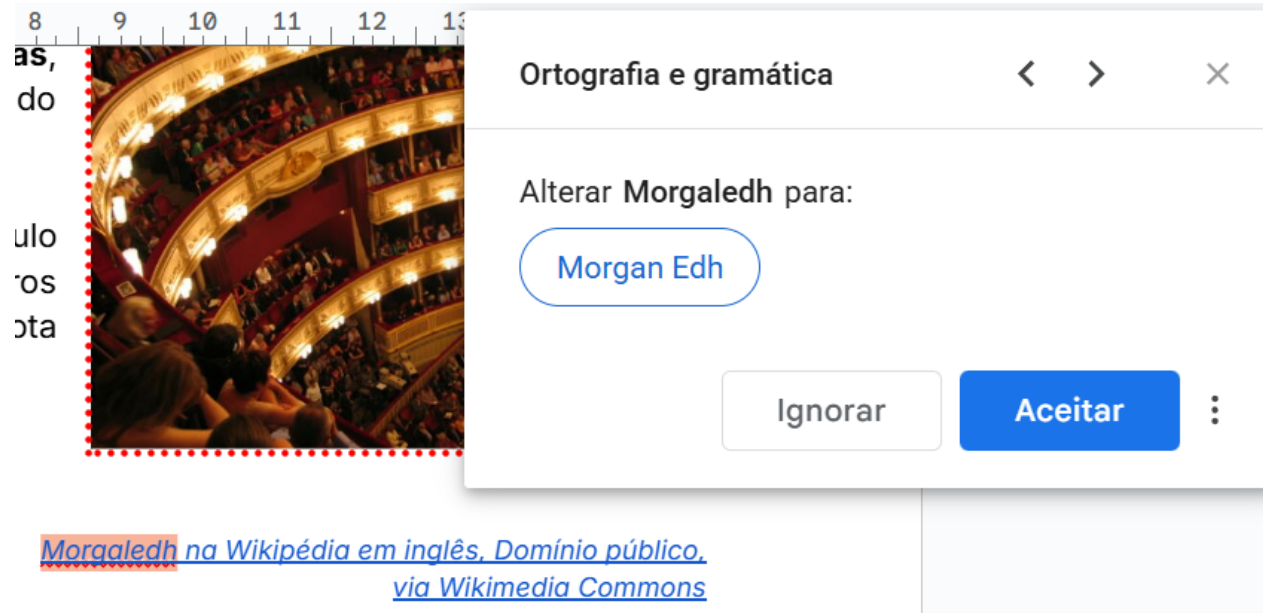 8 9 10 11 12
as,
do
ulo
ros
ota
Ortografia e gramática
Alterar Morgaledh para:
Morgan Edh
Ignorar
Aceitar
Morgaledh na Wikipédia em inglês, Domínio público,
via Wikimedia Commons